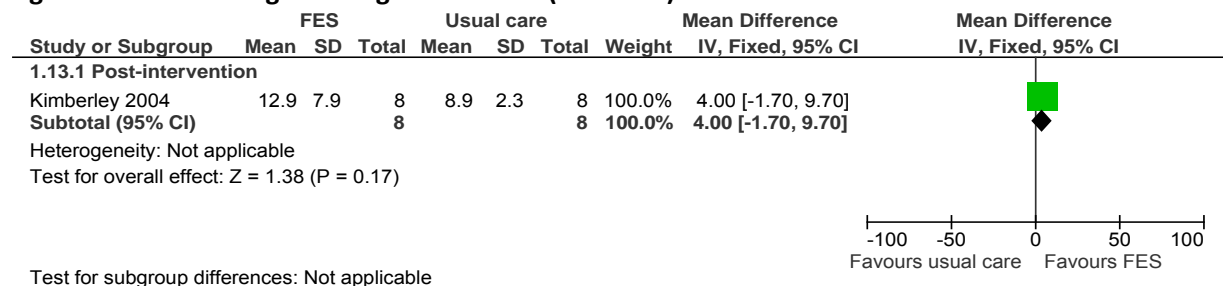 FES Usual care Mean Difference Mean Difference
Study or Subgroup Mean SD Total Mean SD Total Weight IV, Fixed, 95% CI IV, Fixed, 95% CI
1.13.1 Post-intervention
Kimberley 2004 12.9 7.9 8 8.9 2.3 8 100.0% 4.00 [-1.70, 9.70]
Subtotal (95% CI) 8 8 100.0% 4.00 [-1.70, 9.70]
Heterogeneity: Not applicable
Test for overall effect: Z = 1.38 (P = 0.17)
-100 -50 0 50 100
Favours usual care Favours FES
Test for subgroup differences: Not applicable